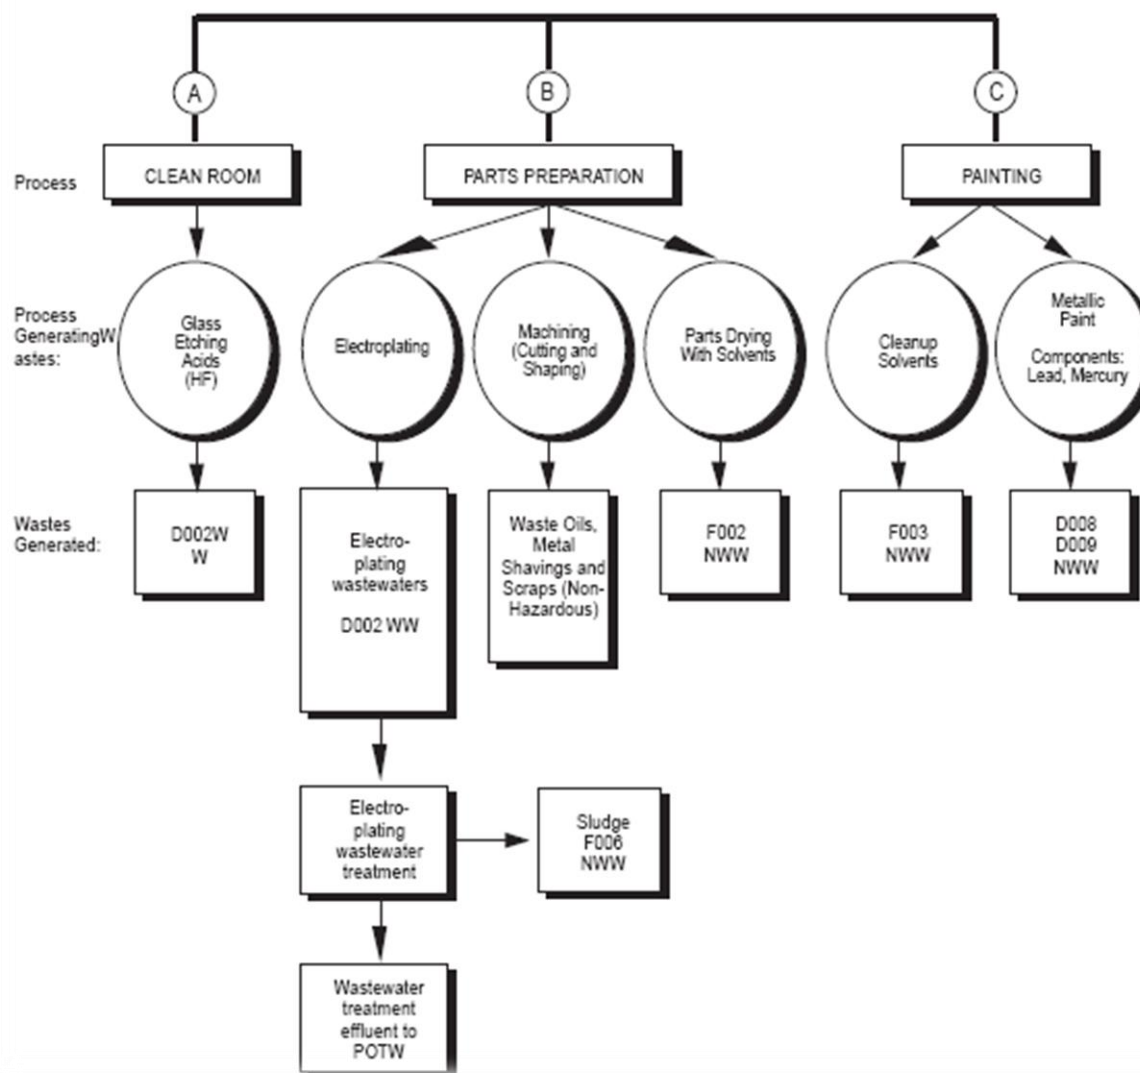 A
B
C
Process
CLEAN ROOM
PARTS PREPARATION
PAINTING
Process
GeneratingW
astes:
Glass
Etching
Acids
(HF)
Electroplating
Machining
(Cutting and
Shaping)
Parts Drying
With Solvents
Cleanup
Solvents
Metallic
Paint
Components:
Lead, Mercury
Wastes
Generated:
D002W
W
Electro-
plating
wastewaters
D002 WW
Waste Oils,
Metal
Shavings and
Scraps (Non-
Hazardous)
F002
NWW
F003
NWW
D008
D009
NWW
Electro-
plating
wastewater
treatment
Sludge
F006
NWW
Wastewater
treatment
effluent to
POTW